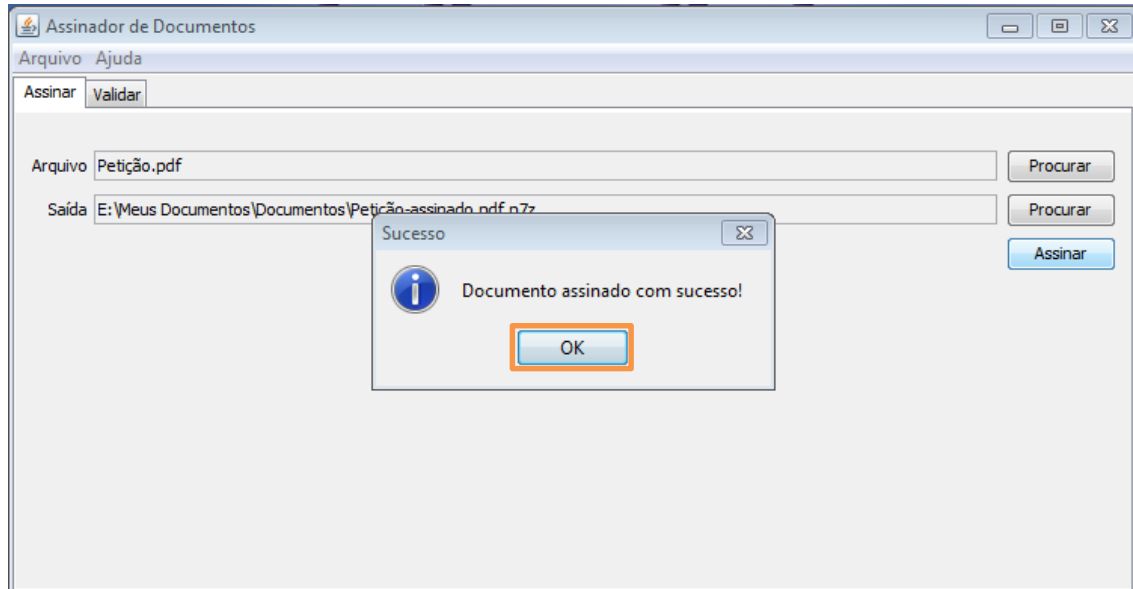 Assinador de Documentos
Arquivo Ajuda
Assinar Validar
Arquivo Petição.pdf Procurar
Saída E:\Meus Documentos\Documentos\Petição-assinado.pdf.p7z Procurar
Assinar
Sucesso
Documento assinado com sucesso!
OK